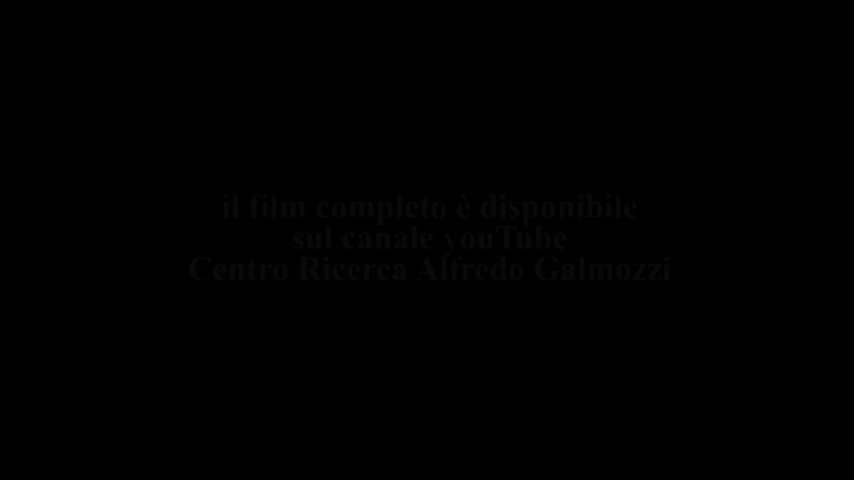 il film completo è disponibile
sul canale youTube
Centro Ricerca Alfredo Galmozzi